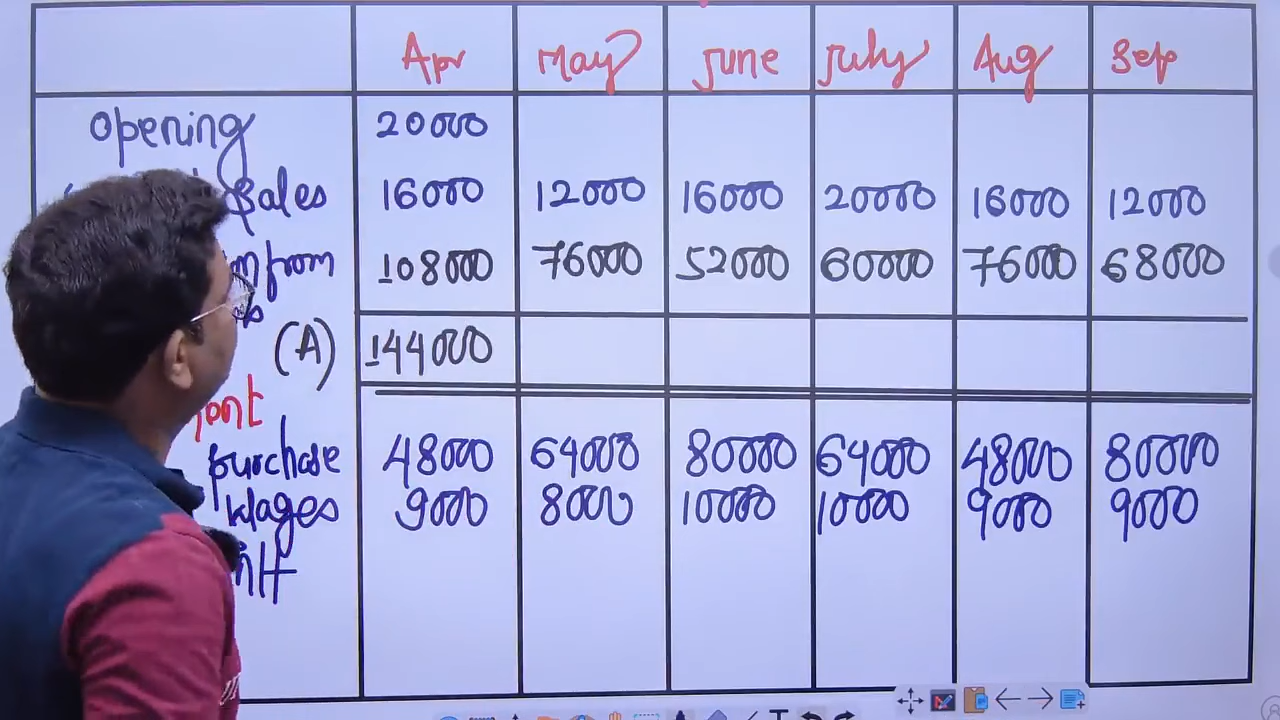 Apr May June July Aug Sep
opening 20000
Sales 16000 12000 16000 20000 16000 12000
from 108000 76000 52000 60000 76000 68000
(A) 144000
purchase 48000 64000 80000 64000 48000 80000
Wages 9000 8000 10000 10000 9000 9000